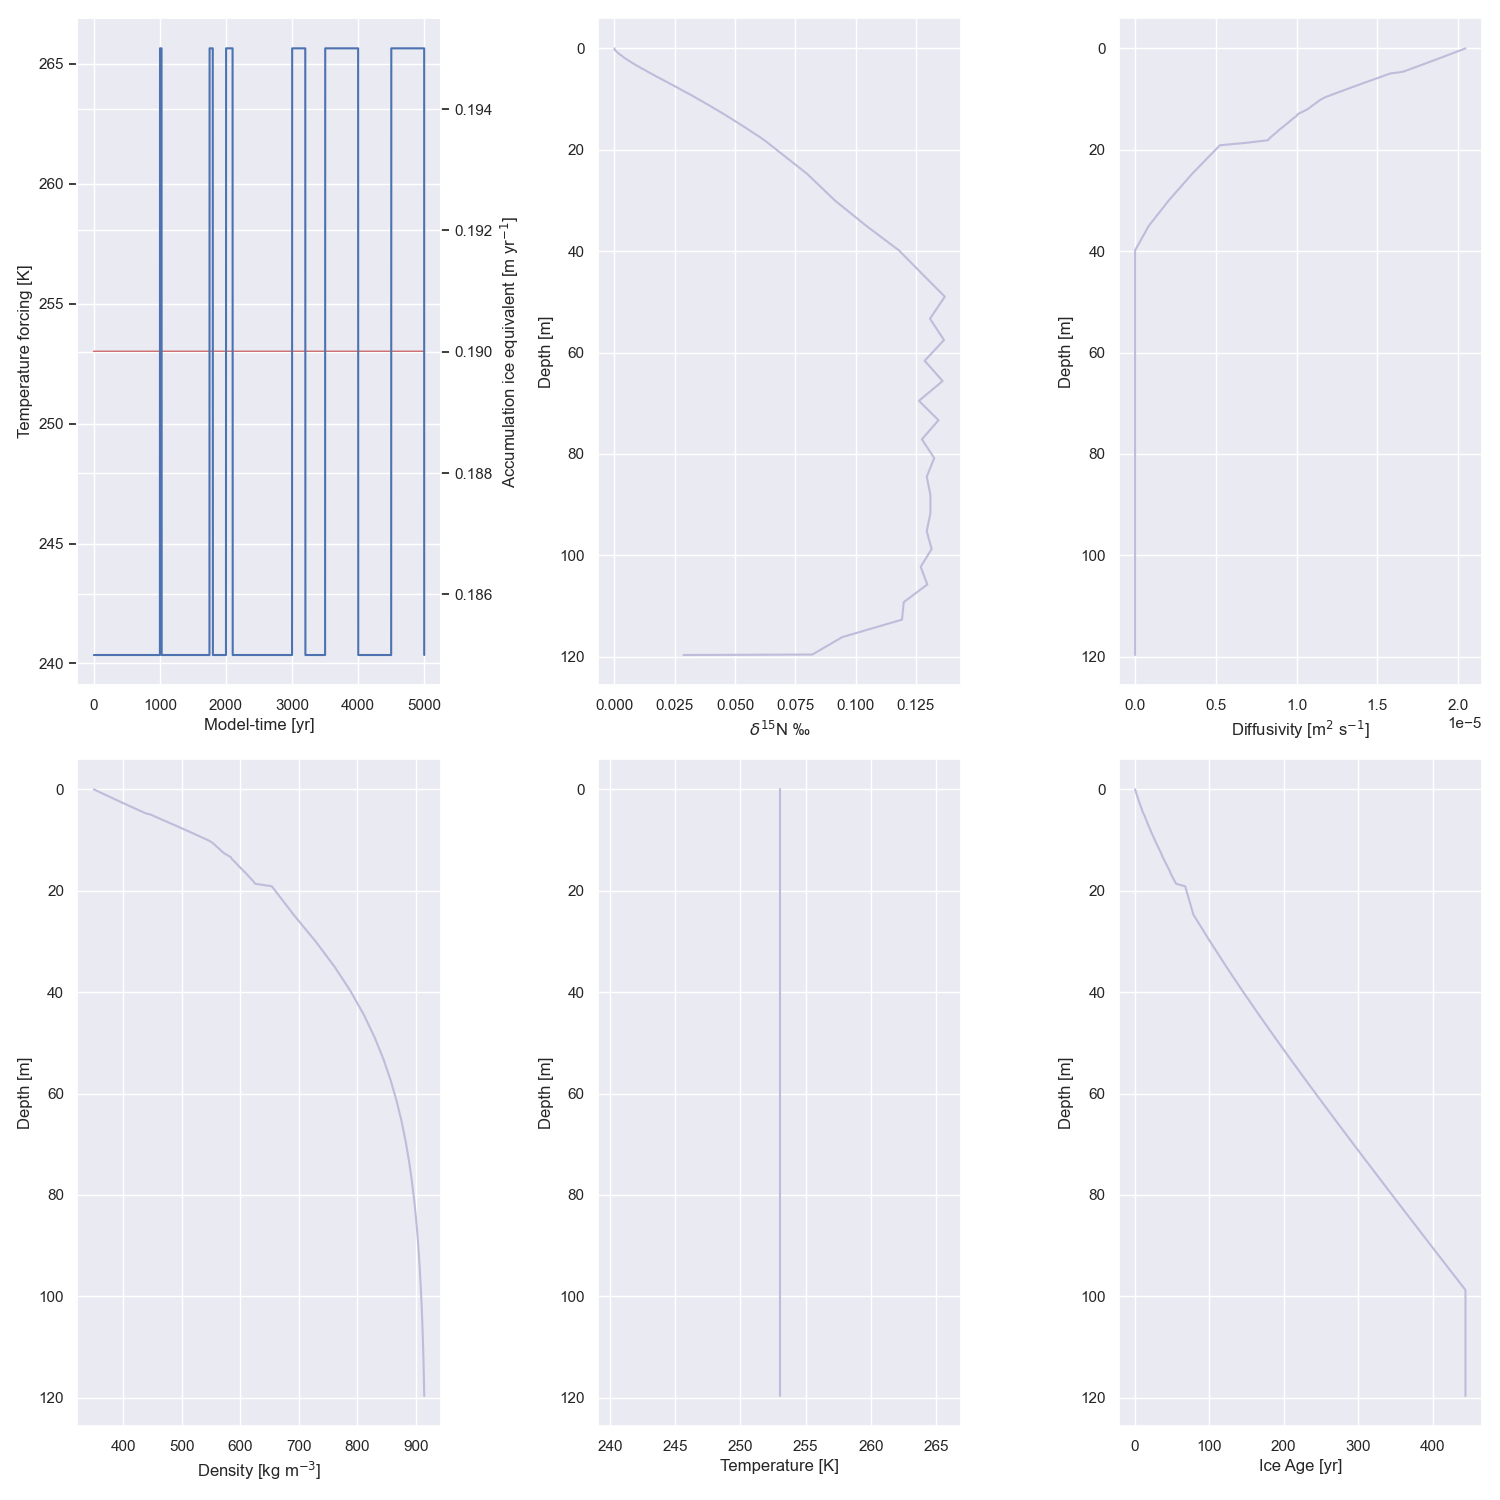 265
260
255
250
245
240
Temperature forcing [K]
0 1000 2000 3000 4000 5000
Model-time [yr]
0.194
0.192
0.190
0.188
0.186
Accumulation ice equivalent [m yr⁻¹]
0
20
40
60
80
100
120
Depth [m]
0.000 0.025 0.050 0.075 0.100 0.125
δ¹⁵N ‰
0
20
40
60
80
100
120
Depth [m]
0.0 0.5 1.0 1.5 2.0
1e−5
Diffusivity [m² s⁻¹]
0
20
40
60
80
100
120
Depth [m]
400 500 600 700 800 900
Density [kg m⁻³]
0
20
40
60
80
100
120
Depth [m]
240 245 250 255 260 265
Temperature [K]
0
20
40
60
80
100
120
Depth [m]
0 100 200 300 400
Ice Age [yr]